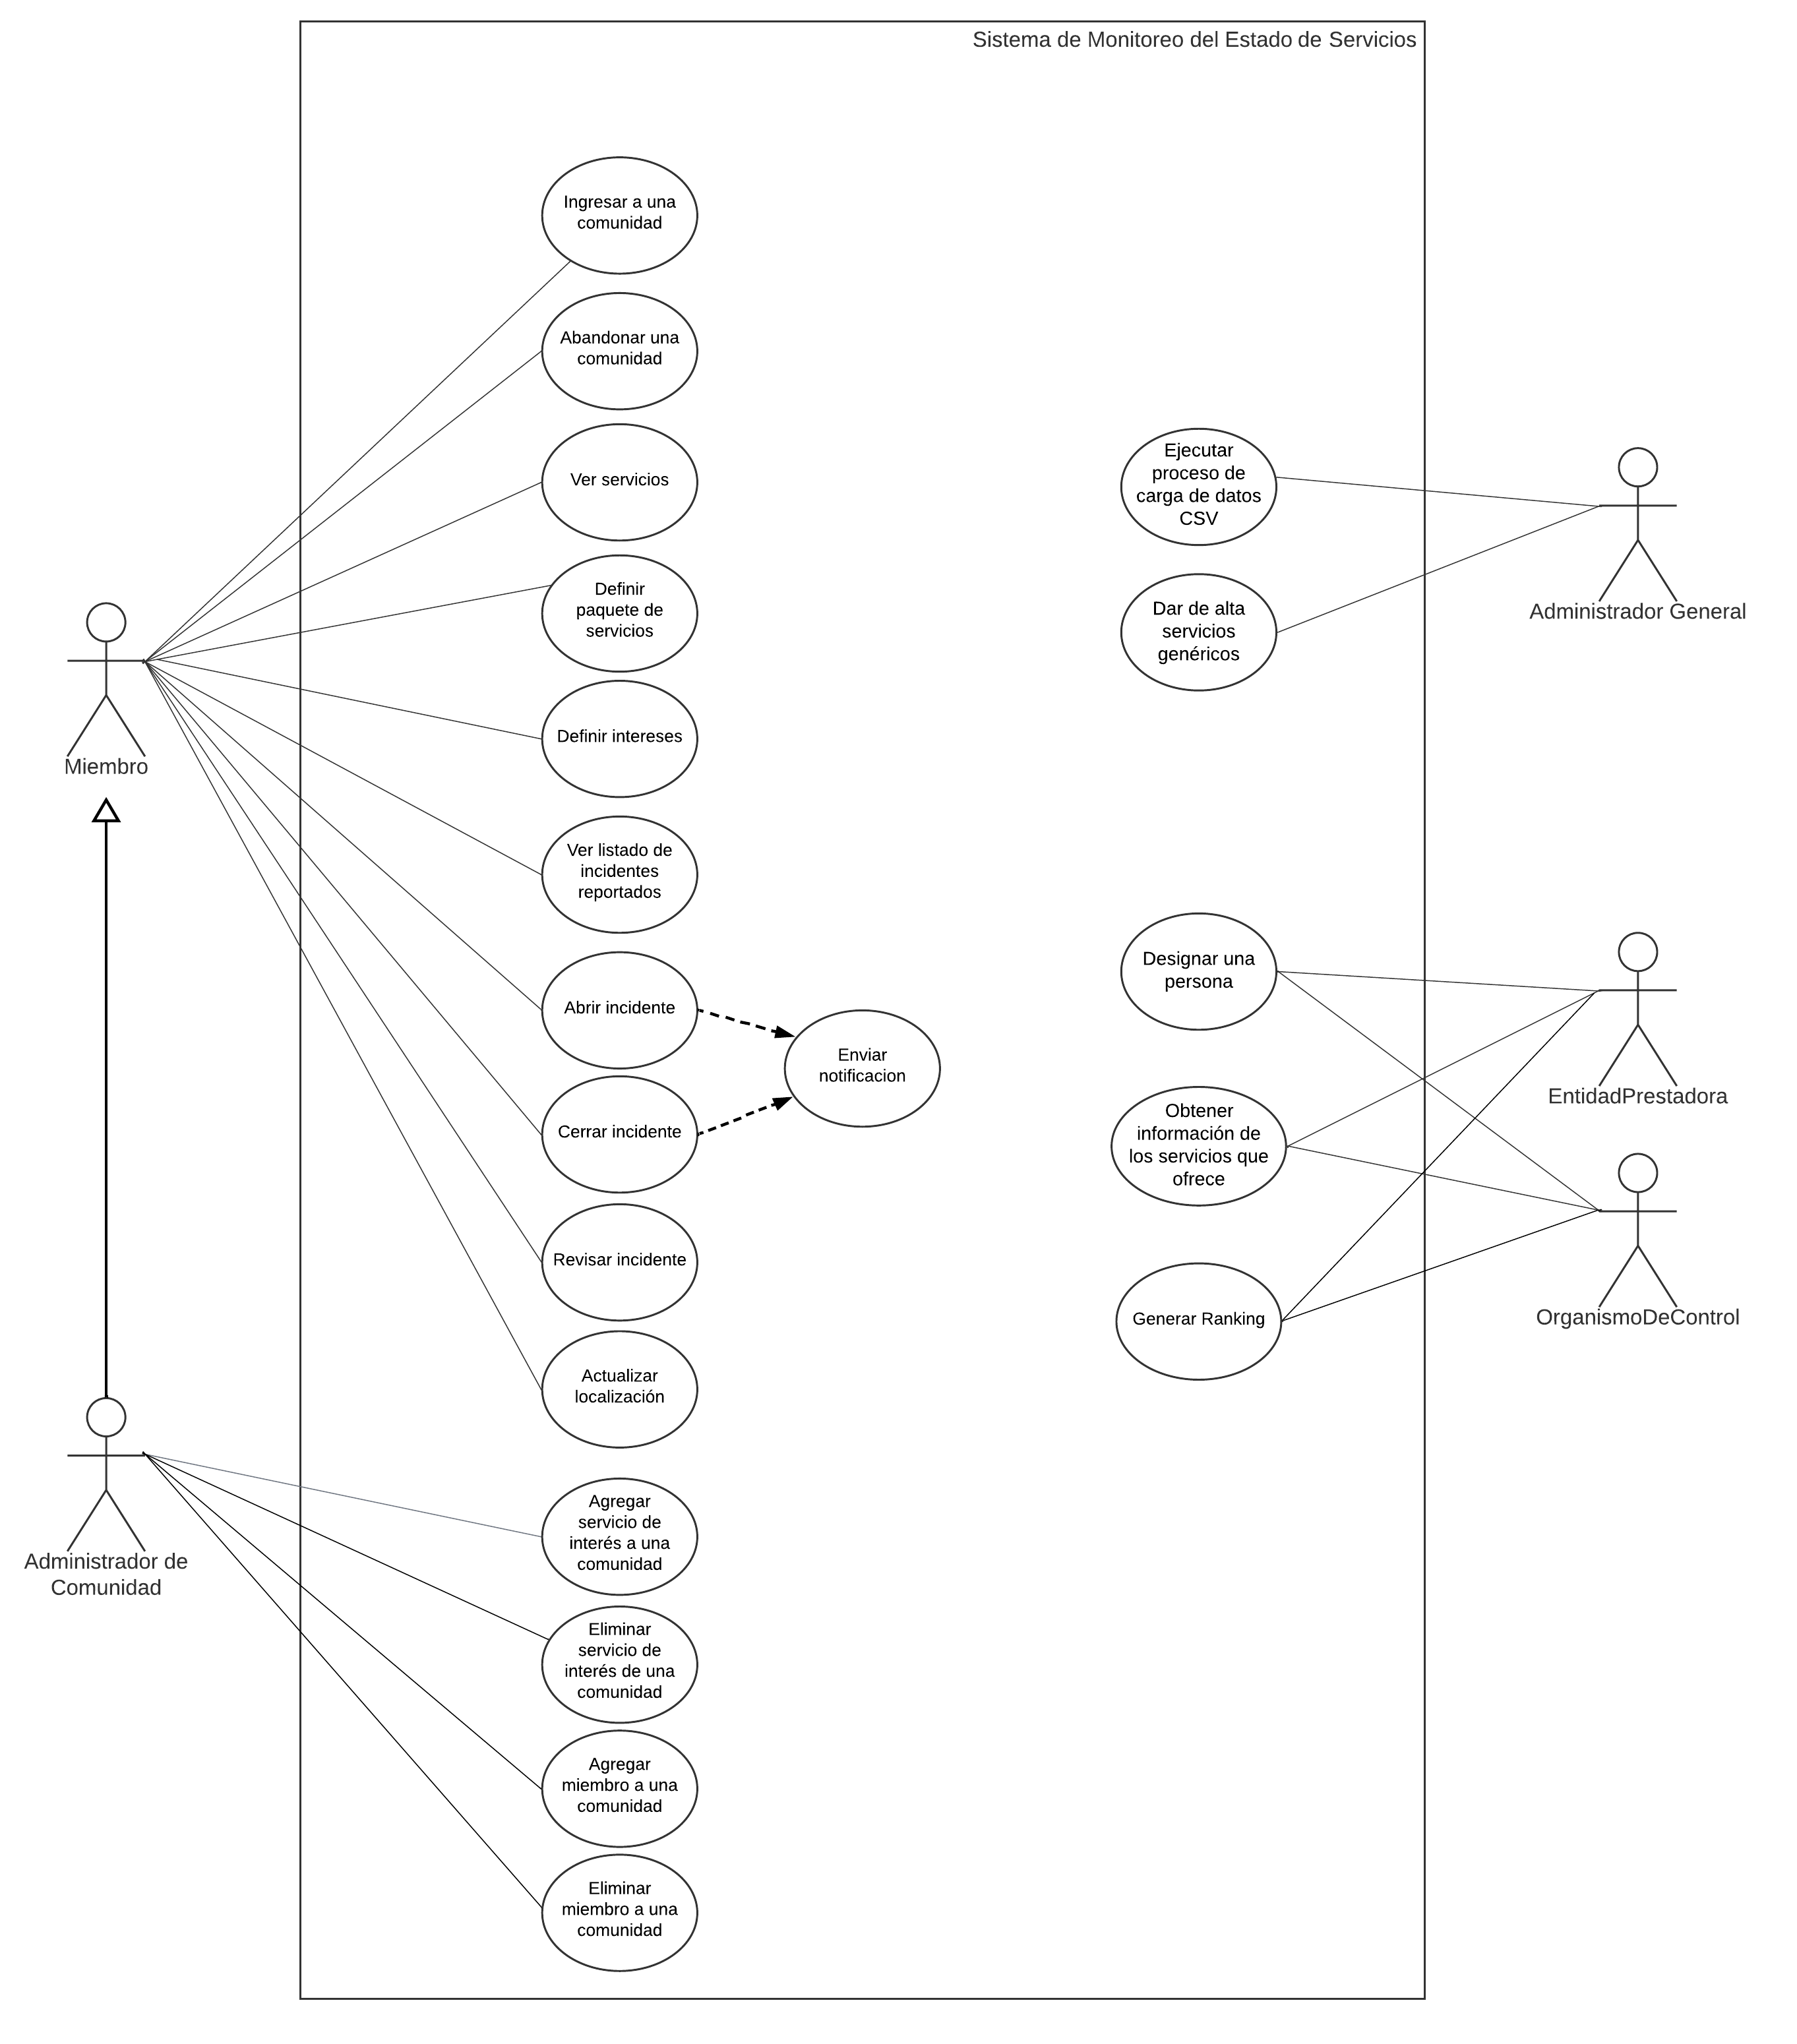 Sistema de Monitoreo del Estado de Servicios
Ingresar a una
comunidad
Abandonar una
comunidad
Ver servicios
Definir
paquete de
servicios
Definir intereses
Ver listado de
incidentes
reportados
Abrir incidente
Cerrar incidente
Enviar
notificacion
Revisar incidente
Actualizar
localización
Agregar
servicio de
interés a una
comunidad
Eliminar
servicio de
interés de una
comunidad
Agregar
miembro a una
comunidad
Eliminar
miembro a una
comunidad
Miembro
Administrador de
Comunidad
Ejecutar
proceso de
carga de datos
CSV
Dar de alta
servicios
genéricos
Designar una
persona
Obtener
información de
los servicios que
ofrece
Generar Ranking
Administrador General
EntidadPrestadora
OrganismoDeControl